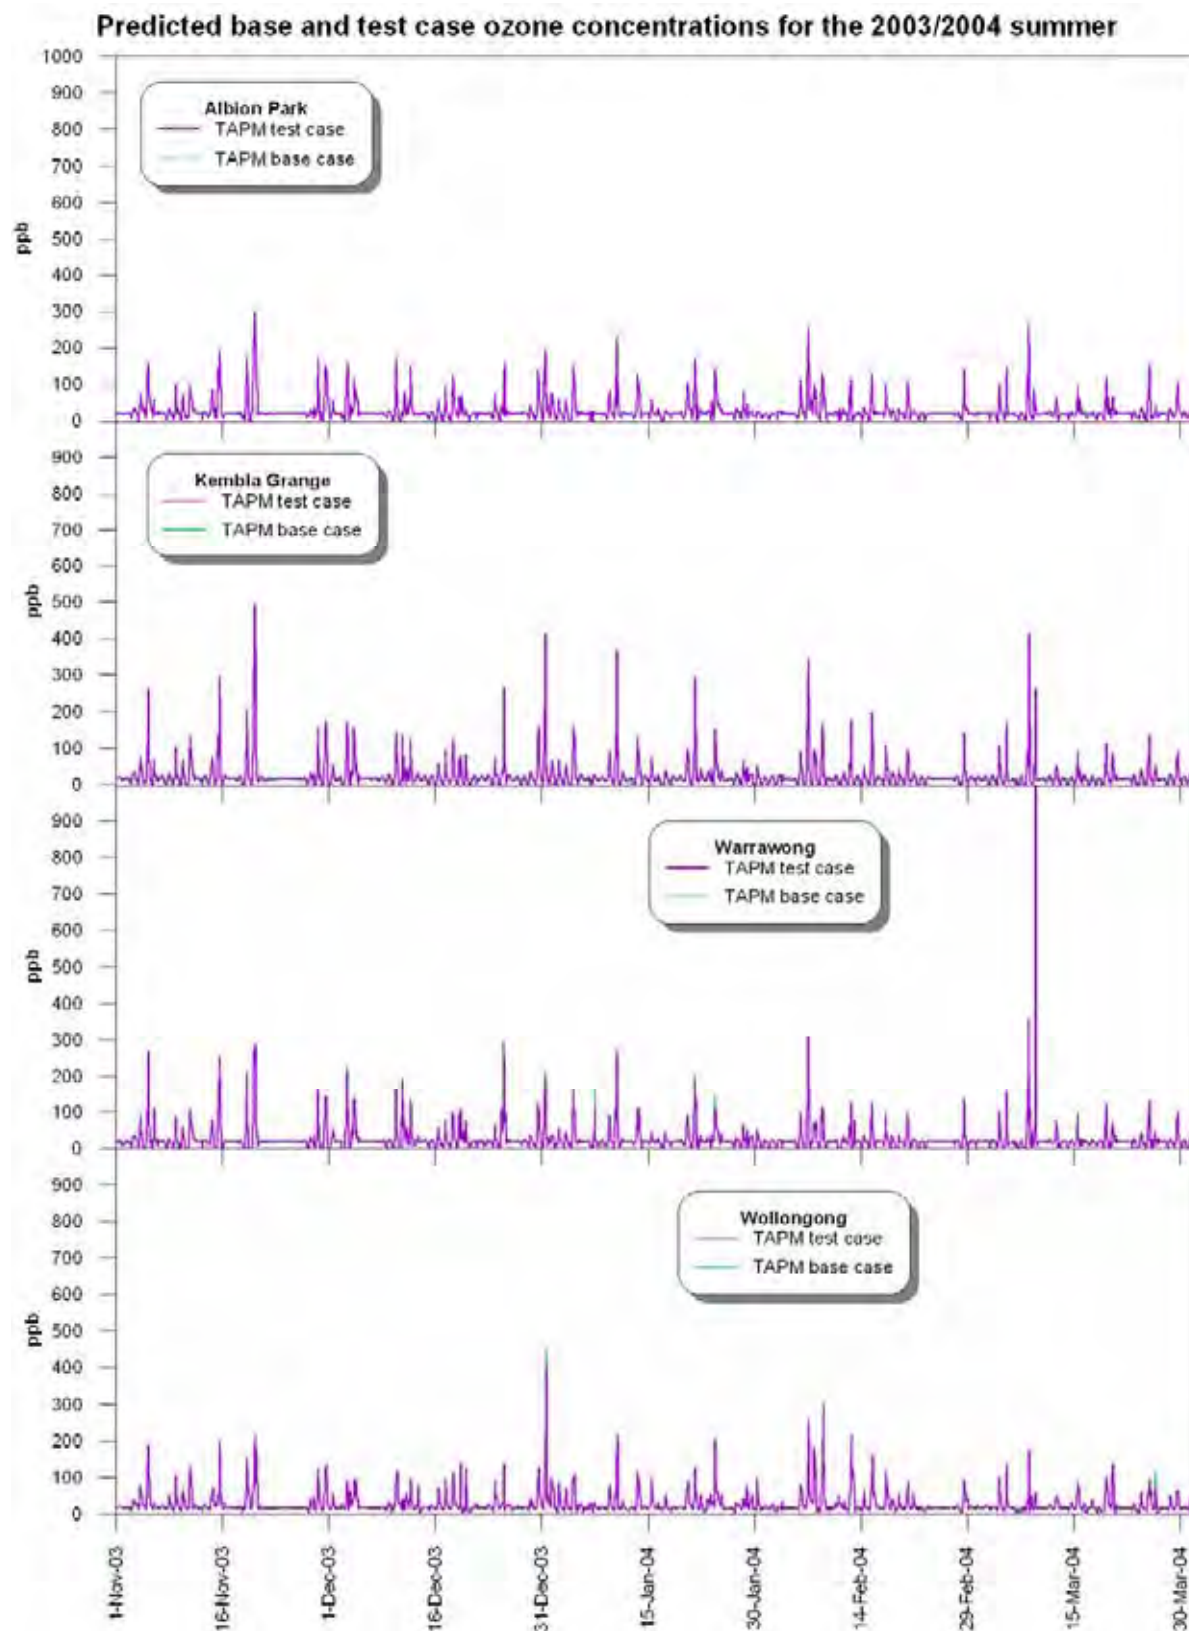 Predicted base and test case ozone concentrations for the 2003/2004 summer
1000
900
800
700
600
500
400
300
200
100
0
ppb
Albion Park
TAPM test case
TAPM base case
900
800
700
600
500
400
300
200
100
0
ppb
Kembla Grange
TAPM test case
TAPM base case
900
800
700
600
500
400
300
200
100
0
ppb
Warrawong
TAPM test case
TAPM base case
900
800
700
600
500
400
300
200
100
0
ppb
Wollongong
TAPM test case
TAPM base case
1-Nov-03
16-Nov-03
1-Dec-03
16-Dec-03
31-Dec-03
15-Jan-04
30-Jan-04
14-Feb-04
29-Feb-04
15-Mar-04
30-Mar-04